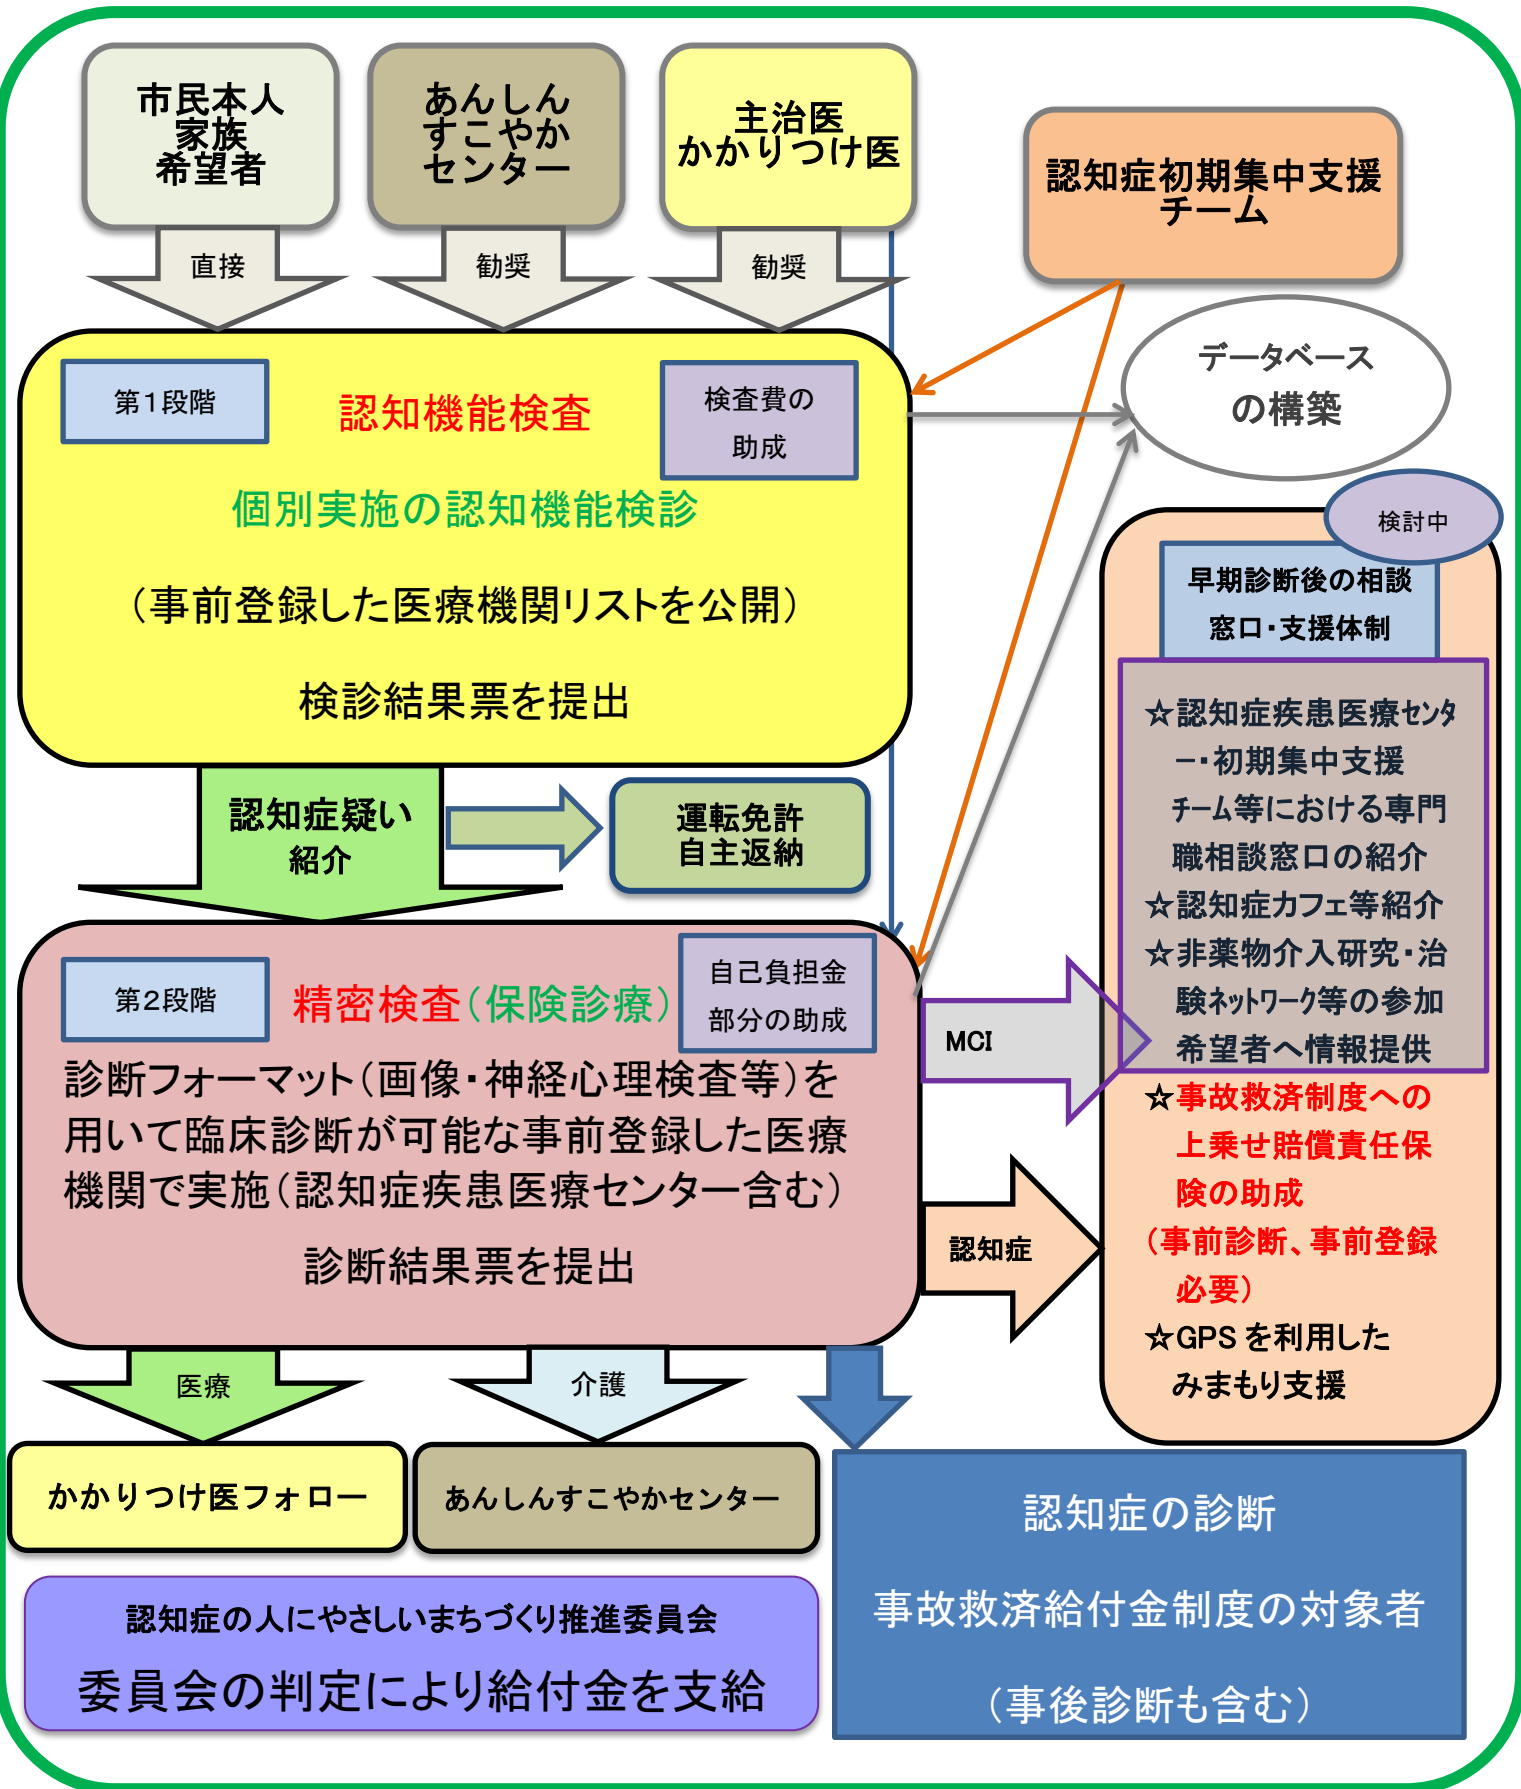 市民本人
家族
希望者
あんしん
すこやか
センター
主治医
かかりつけ医
認知症初期集中支援
チーム
直接
勧奨
勧奨
データベース
の構築
第1段階
認知機能検査
検査費の
助成
個別実施の認知機能検診
（事前登録した医療機関リストを公開）
検診結果票を提出
検討中
早期診断後の相談
窓口・支援体制
☆認知症疾患医療センタ
ー・初期集中支援
チーム等における専門
職相談窓口の紹介
☆認知症カフェ等紹介
☆非薬物介入研究・治
験ネットワーク等の参加
希望者へ情報提供
☆事故救済制度への
上乗せ賠償責任保
険の助成
（事前診断、事前登録
必要）
☆GPSを利用した
みまもり支援
認知症疑い
紹介
運転免許
自主返納
第2段階
精密検査（保険診療）
自己負担金
部分の助成
診断フォーマット（画像・神経心理検査等）を
用いて臨床診断が可能な事前登録した医療
機関で実施（認知症疾患医療センター含む）
診断結果票を提出
MCI
認知症
医療
介護
かかりつけ医フォロー
あんしんすこやかセンター
認知症の診断
事故救済給付金制度の対象者
（事後診断も含む）
認知症の人にやさしいまちづくり推進委員会
委員会の判定により給付金を支給